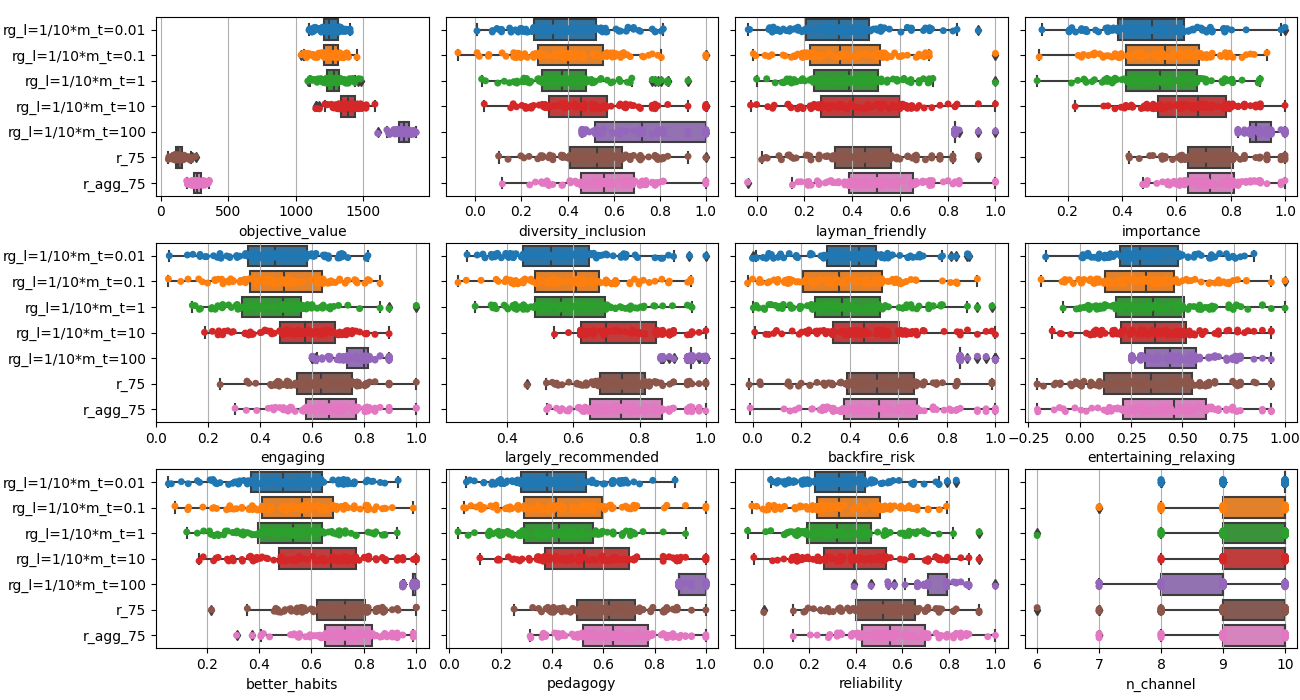 rg_l=1/10*m_t=0.01
rg_l=1/10*m_t=0.1
rg_l=1/10*m_t=1
rg_l=1/10*m_t=10
rg_l=1/10*m_t=100
r_75
r_agg_75
0 500 1000 1500
0.0 0.2 0.4 0.6 0.8 1.0
0.0 0.2 0.4 0.6 0.8 1.0
0.2 0.4 0.6 0.8 1.0
objective_value diversity_inclusion layman_friendly importance
rg_l=1/10*m_t=0.01
rg_l=1/10*m_t=0.1
rg_l=1/10*m_t=1
rg_l=1/10*m_t=10
rg_l=1/10*m_t=100
r_75
r_agg_75
0.0 0.2 0.4 0.6 0.8 1.0
0.4 0.6 0.8 1.0
0.0 0.2 0.4 0.6 0.8 1.0
−0.25 0.00 0.25 0.50 0.75 1.00
engaging largely_recommended backfire_risk entertaining_relaxing
rg_l=1/10*m_t=0.01
rg_l=1/10*m_t=0.1
rg_l=1/10*m_t=1
rg_l=1/10*m_t=10
rg_l=1/10*m_t=100
r_75
r_agg_75
0.2 0.4 0.6 0.8 1.0
0.0 0.2 0.4 0.6 0.8 1.0
0.0 0.2 0.4 0.6 0.8 1.0
6 7 8 9 10
better_habits pedagogy reliability n_channel